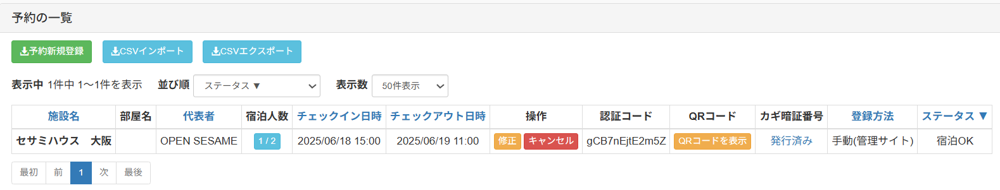 予約の一覧
予約新規登録 CSVインポート CSVエクスポート
表示中 1件中 1～1件を表示 並び順 ステータス ▼ 表示数 50件表示
施設名 部屋名 代表者 宿泊人数 チェックイン日時 チェックアウト日時 操作 認証コード QRコード カギ暗証番号 登録方法 ステータス ▼
セサミハウス　大阪 OPEN SESAME 1 / 2 2025/06/18 15:00 2025/06/19 11:00 修正 キャンセル gCB7nEjtE2m5Z QRコードを表示 発行済み 手動(管理サイト) 宿泊OK
最初 前 1 次 最後